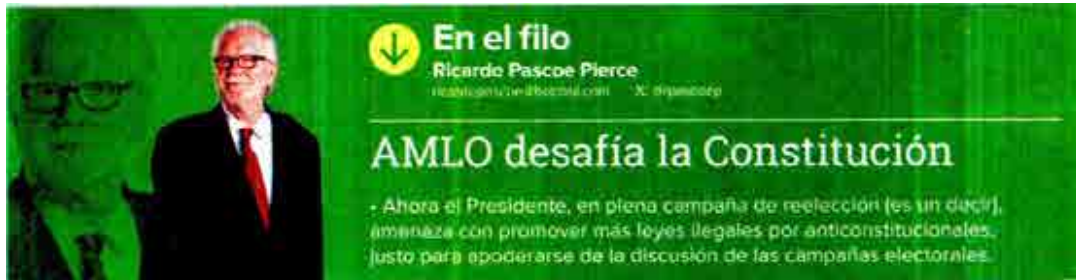 En el filo
Ricardo Pascoe Pierce
X: @rpascoep
AMLO desafía la Constitución
• Ahora el Presidente, en plena campaña de reelección (es un decir),
amenaza con promover más leyes ilegales por anticonstitucionales,
justo para apoderarse de la discusión de las campañas electorales.